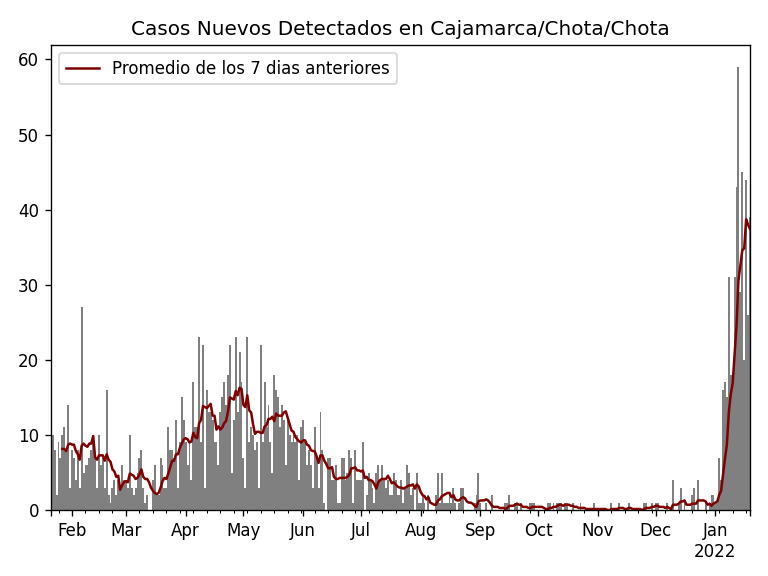 Casos Nuevos Detectados en Cajamarca/Chota/Chota
Promedio de los 7 dias anteriores
60
50
40
30
20
10
0
Feb Mar Apr May Jun Jul Aug Sep Oct Nov Dec Jan
2022